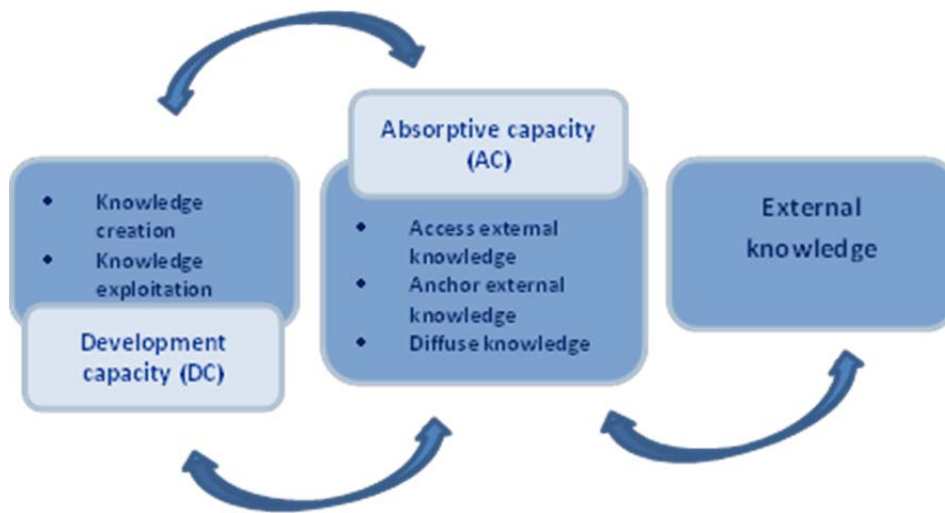 Knowledge
creation
Knowledge
exploitation
Development
capacity (DC)
Absorptive capacity
(AC)
Access external
knowledge
Anchor external
knowledge
Diffuse knowledge
External
knowledge